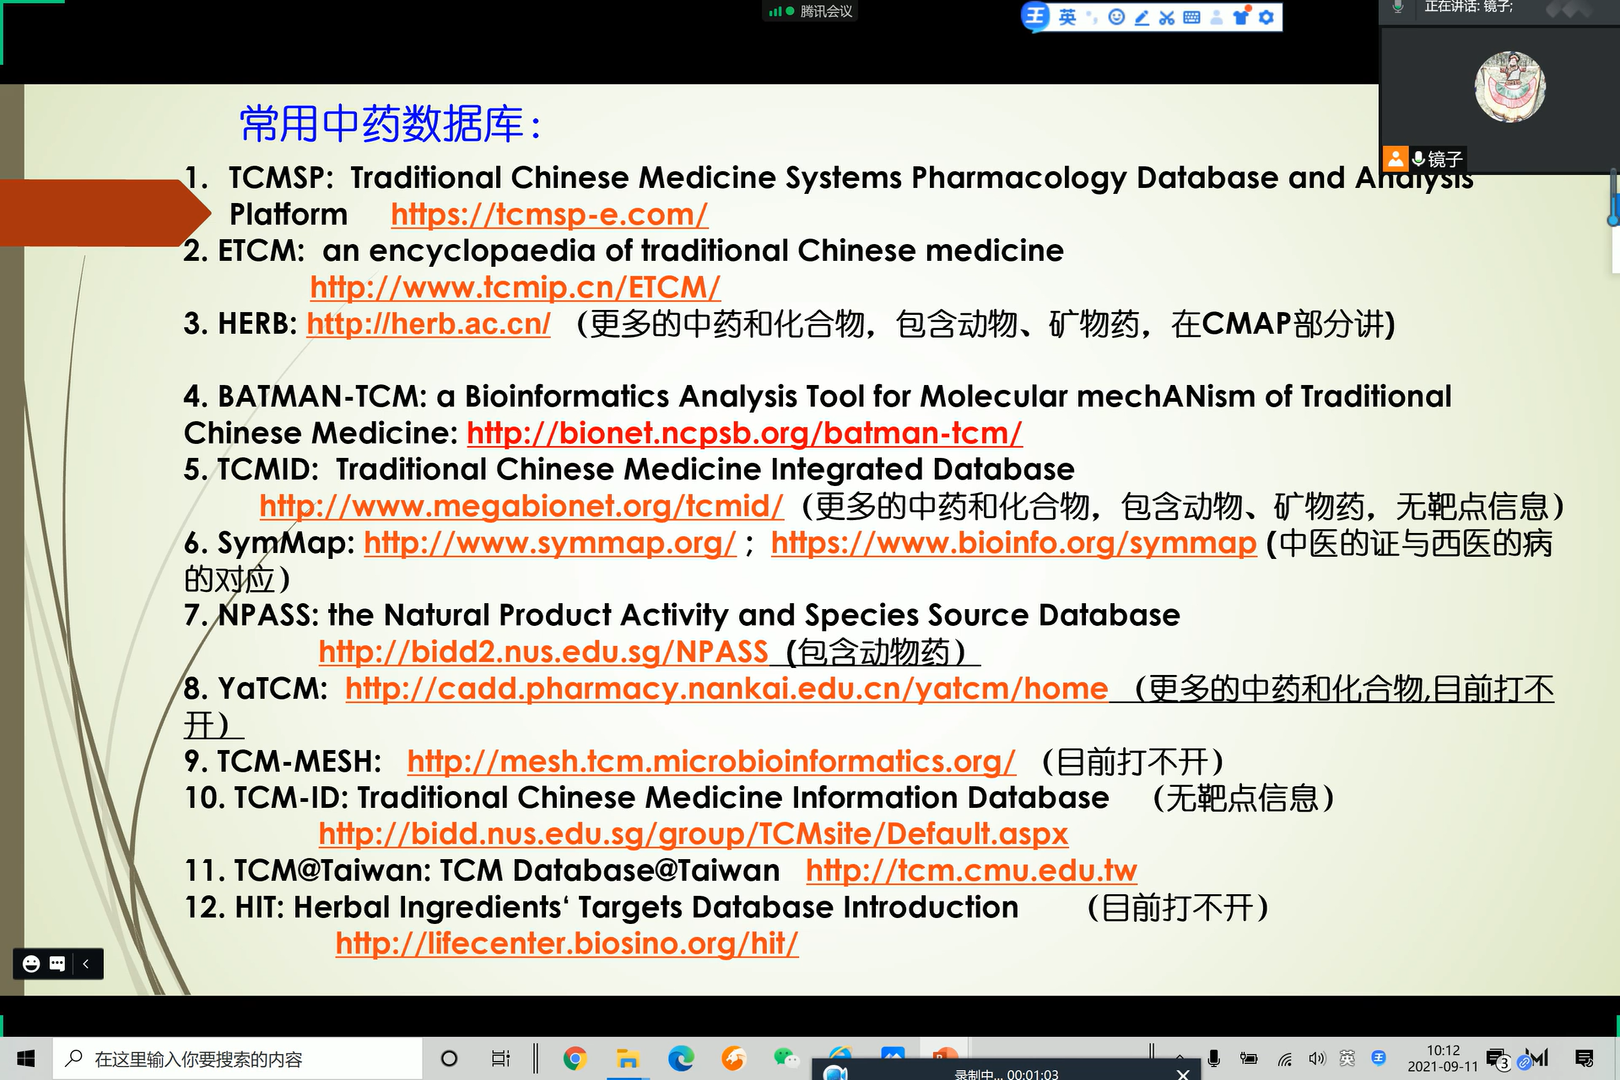 腾讯会议
英
正在讲话: 镜子;
镜子
常用中药数据库：
1. TCMSP: Traditional Chinese Medicine Systems Pharmacology Database and Analysis
Platform https://tcmsp-e.com/
2. ETCM: an encyclopaedia of traditional Chinese medicine
http://www.tcmip.cn/ETCM/
3. HERB: http://herb.ac.cn/ （更多的中药和化合物，包含动物、矿物药，在CMAP部分讲)
4. BATMAN-TCM: a Bioinformatics Analysis Tool for Molecular mechANism of Traditional
Chinese Medicine: http://bionet.ncpsb.org/batman-tcm/
5. TCMID: Traditional Chinese Medicine Integrated Database
http://www.megabionet.org/tcmid/（更多的中药和化合物，包含动物、矿物药，无靶点信息）
6. SymMap: http://www.symmap.org/ ; https://www.bioinfo.org/symmap (中医的证与西医的病
的对应）
7. NPASS: the Natural Product Activity and Species Source Database
http://bidd2.nus.edu.sg/NPASS (包含动物药）
8. YaTCM: http://cadd.pharmacy.nankai.edu.cn/yatcm/home （更多的中药和化合物,目前打不
开）
9. TCM-MESH: http://mesh.tcm.microbioinformatics.org/ （目前打不开）
10. TCM-ID: Traditional Chinese Medicine Information Database （无靶点信息）
http://bidd.nus.edu.sg/group/TCMsite/Default.aspx
11. TCM@Taiwan: TCM Database@Taiwan http://tcm.cmu.edu.tw
12. HIT: Herbal Ingredients‘ Targets Database Introduction （目前打不开）
http://lifecenter.biosino.org/hit/
在这里输入你要搜索的内容
录制中... 00:01:03
英
10:12
2021-09-11
3